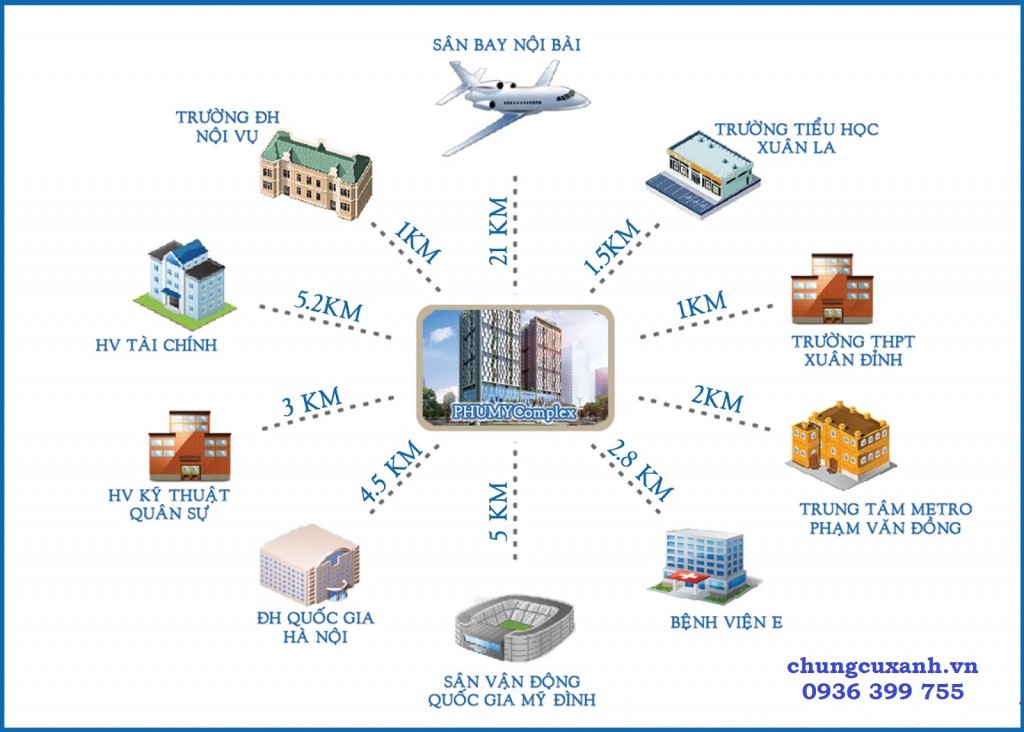 SÂN BAY NỘI BÀI
TRƯỜNG ĐH
NỘI VỤ
TRƯỜNG TIỂU HỌC
XUÂN LA
1KM
21 KM
1.5KM
5.2KM
1KM
HV TÀI CHÍNH
TRƯỜNG THPT
XUÂN ĐỈNH
PHUMY Complex
3 KM
2KM
HV KỸ THUẬT
QUÂN SỰ
4.5 KM
5 KM
2.8 KM
TRUNG TÂM METRO
PHẠM VĂN ĐỒNG
ĐH QUỐC GIA
HÀ NỘI
BỆNH VIỆN E
SÂN VẬN ĐỘNG
QUỐC GIA MỸ ĐÌNH
chungcuxanh.vn
0936 399 755